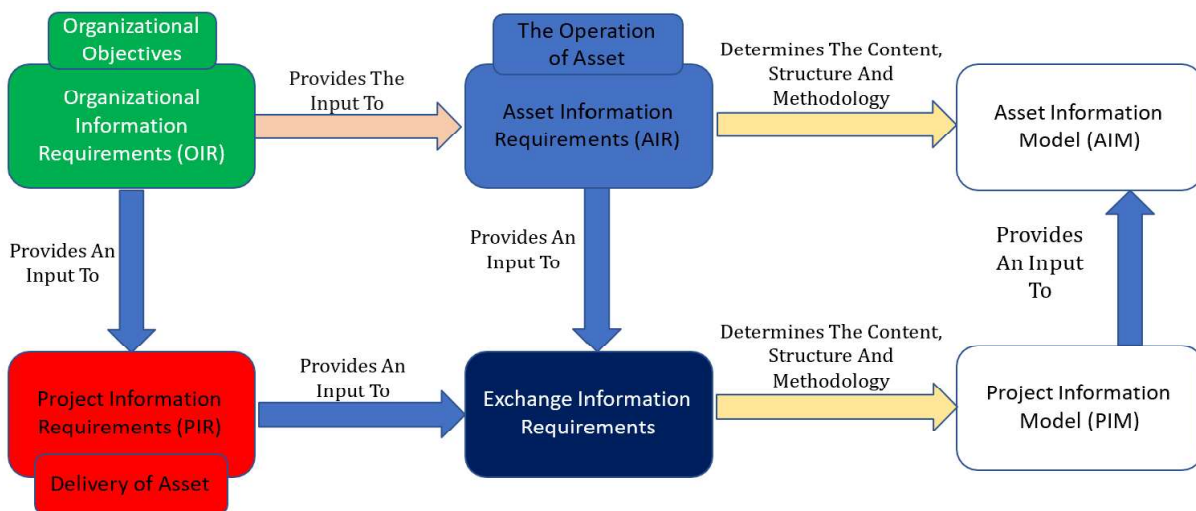 Organizational
Objectives
Organizational
Information
Requirements (OIR)
Provides The
Input To
The Operation
of Asset
Asset Information
Requirements (AIR)
Determines The Content,
Structure And
Methodology
Asset Information
Model (AIM)
Provides An
Input To
Provides An
Input To
Provides
An Input
To
Project Information
Requirements (PIR)
Delivery of Asset
Provides An
Input To
Exchange Information
Requirements
Determines The Content,
Structure And
Methodology
Project Information
Model (PIM)